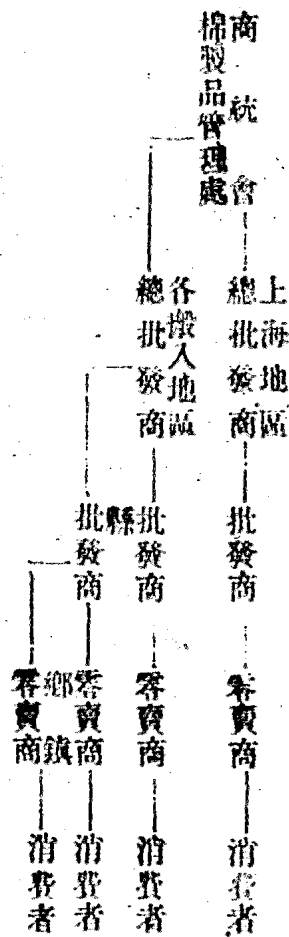 商統會
棉製品管理處
上海地區
總批發商
批發商
零賣商
消費者
各搬入地區
總批發商
批發商
零賣商
消費者
縣
批發商
零賣商
消費者
鄉鎮
零賣商
消費者